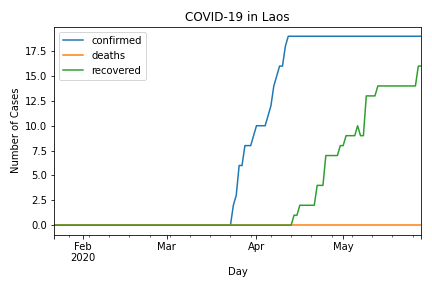 COVID-19 in Laos
confirmed
deaths
recovered
17.5
15.0
12.5
10.0
7.5
5.0
2.5
0.0
Number of Cases
Feb
2020
Mar
Apr
May
Day